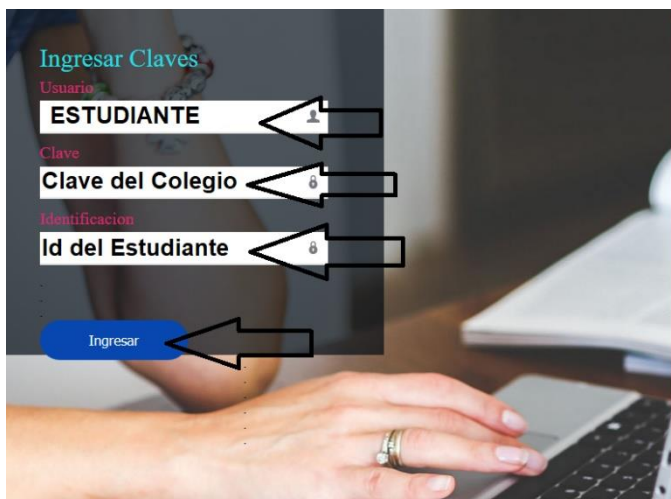 Ingresar Claves
Usuario
ESTUDIANTE
Clave
Clave del Colegio
Identificacion
Id del Estudiante
Ingresar